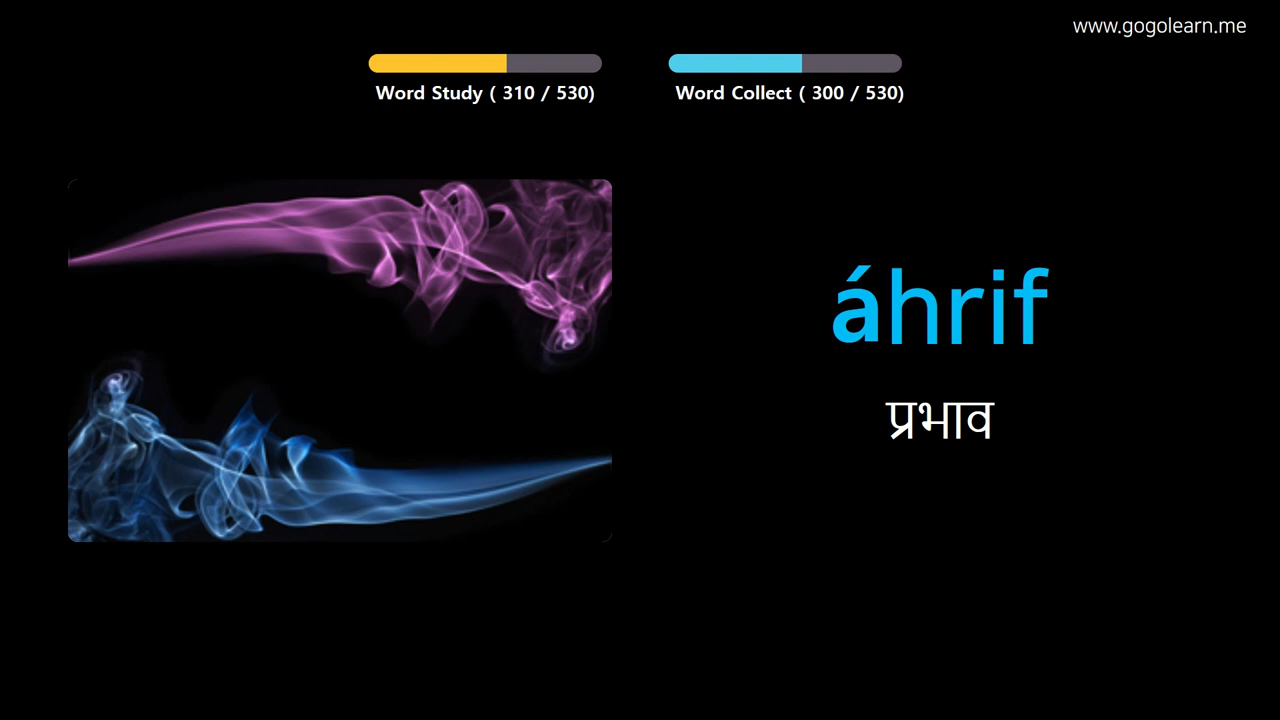 www.gogolearn.me
Word Study ( 310 / 530)
Word Collect ( 300 / 530)
áhrif
प्रभाव